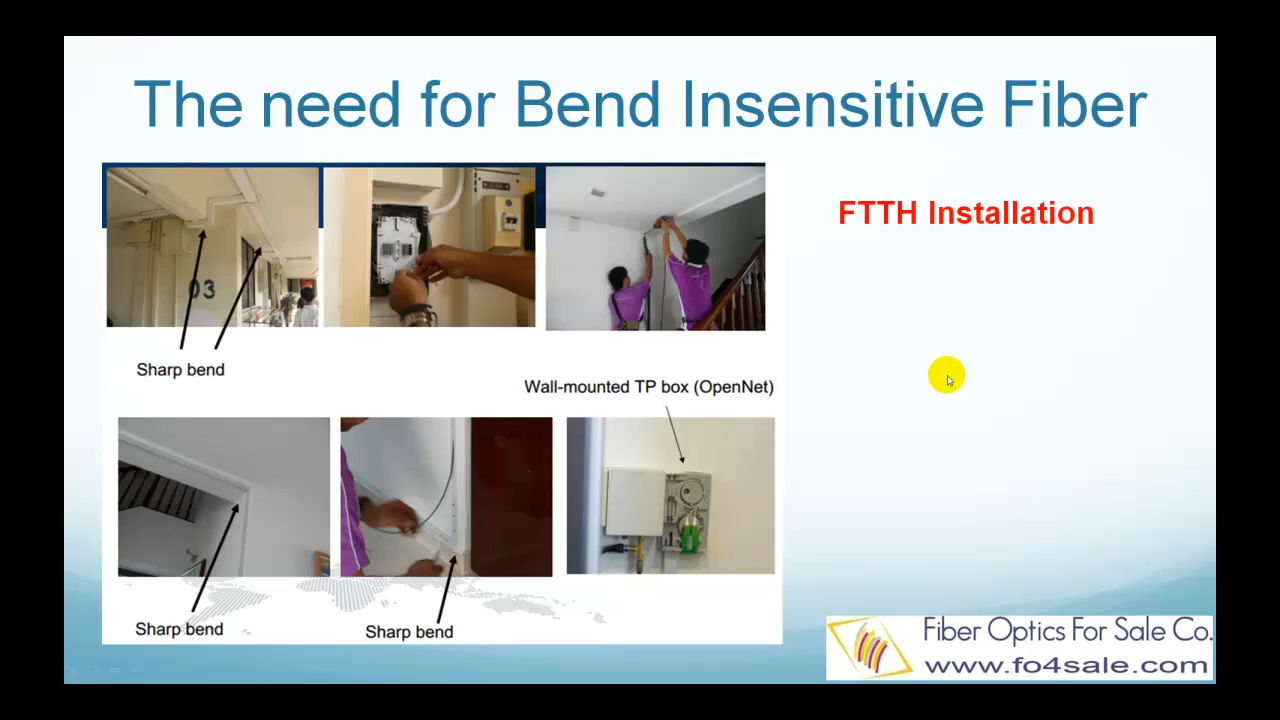 The need for Bend Insensitive Fiber
FTTH Installation
03
Sharp bend
Wall-mounted TP box (OpenNet)
Sharp bend
Sharp bend
Fiber Optics For Sale Co.
www.fo4sale.com